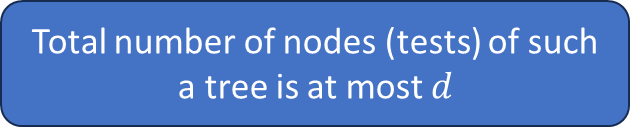 Total number of nodes (tests) of such
a tree is at most d